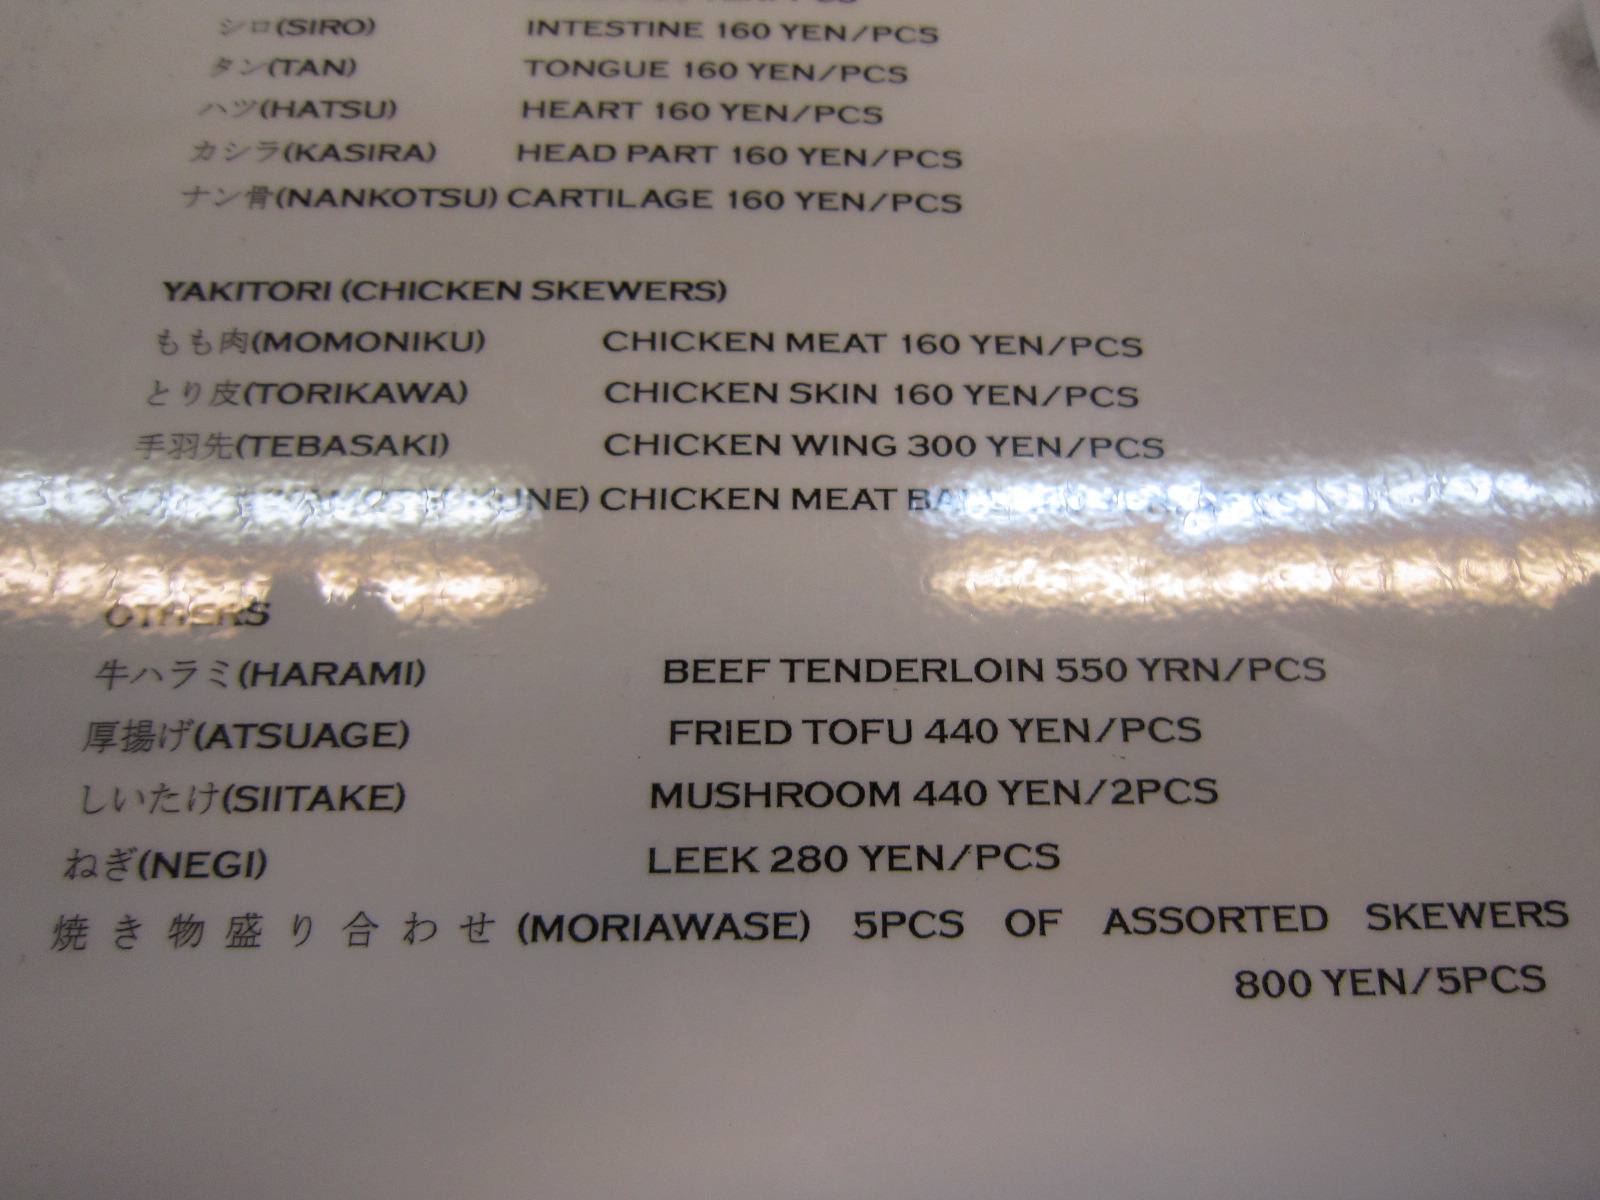 シロ(SIRO) INTESTINE 160 YEN/PCS
タン(TAN) TONGUE 160 YEN/PCS
ハツ(HATSU) HEART 160 YEN/PCS
カシラ(KASIRA) HEAD PART 160 YEN/PCS
ナン骨(NANKOTSU) CARTILAGE 160 YEN/PCS
YAKITORI (CHICKEN SKEWERS)
もも肉(MOMONIKU) CHICKEN MEAT 160 YEN/PCS
とり皮(TORIKAWA) CHICKEN SKIN 160 YEN/PCS
手羽先(TEBASAKI) CHICKEN WING 300 YEN/PCS
CHICKEN MEAT
OTHERS
牛ハラミ(HARAMI) BEEF TENDERLOIN 550 YRN/PCS
厚揚げ(ATSUAGE) FRIED TOFU 440 YEN/PCS
しいたけ(SIITAKE) MUSHROOM 440 YEN/2PCS
ねぎ(NEGI) LEEK 280 YEN/PCS
焼き物盛り合わせ(MORIAWASE) 5PCS OF ASSORTED SKEWERS
800 YEN/5PCS